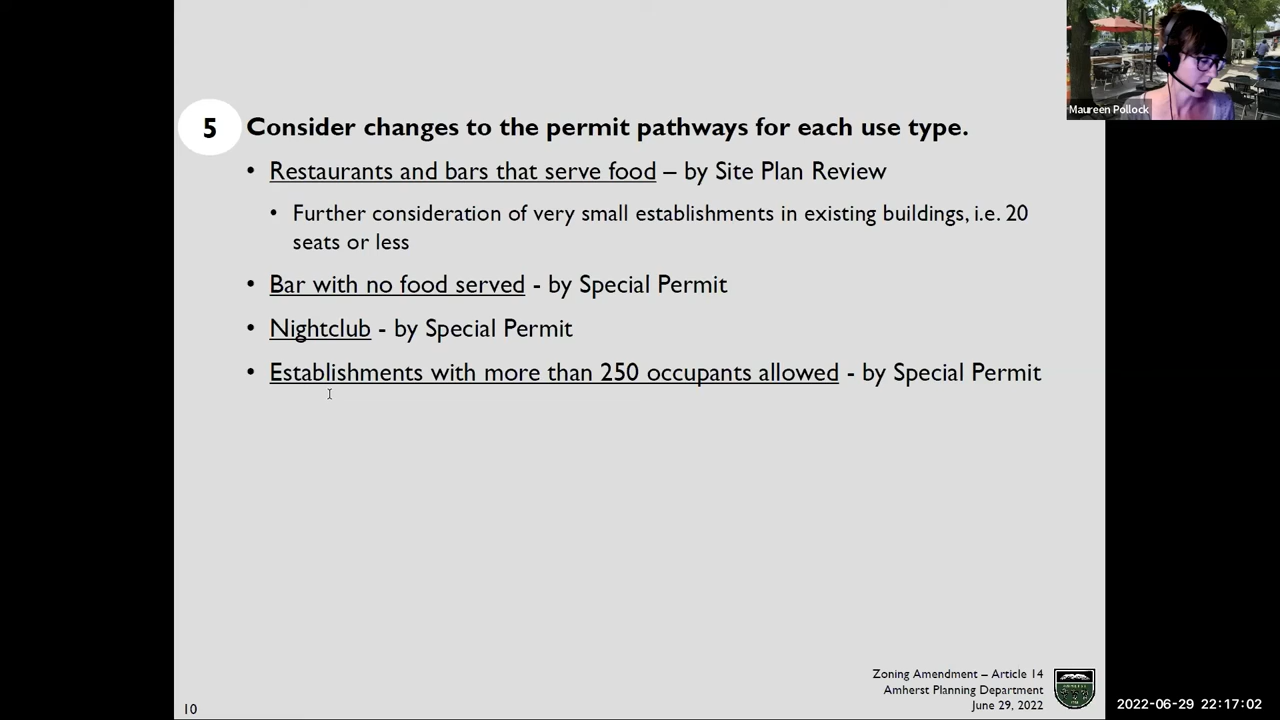 5 Consider changes to the permit pathways for each use type.
• Restaurants and bars that serve food – by Site Plan Review
• Further consideration of very small establishments in existing buildings, i.e. 20
seats or less
• Bar with no food served - by Special Permit
• Nightclub - by Special Permit
• Establishments with more than 250 occupants allowed - by Special Permit
Zoning Amendment – Article 14
Amherst Planning Department
June 29, 2022
10
Maureen Pollock
2022-06-29 22:17:02